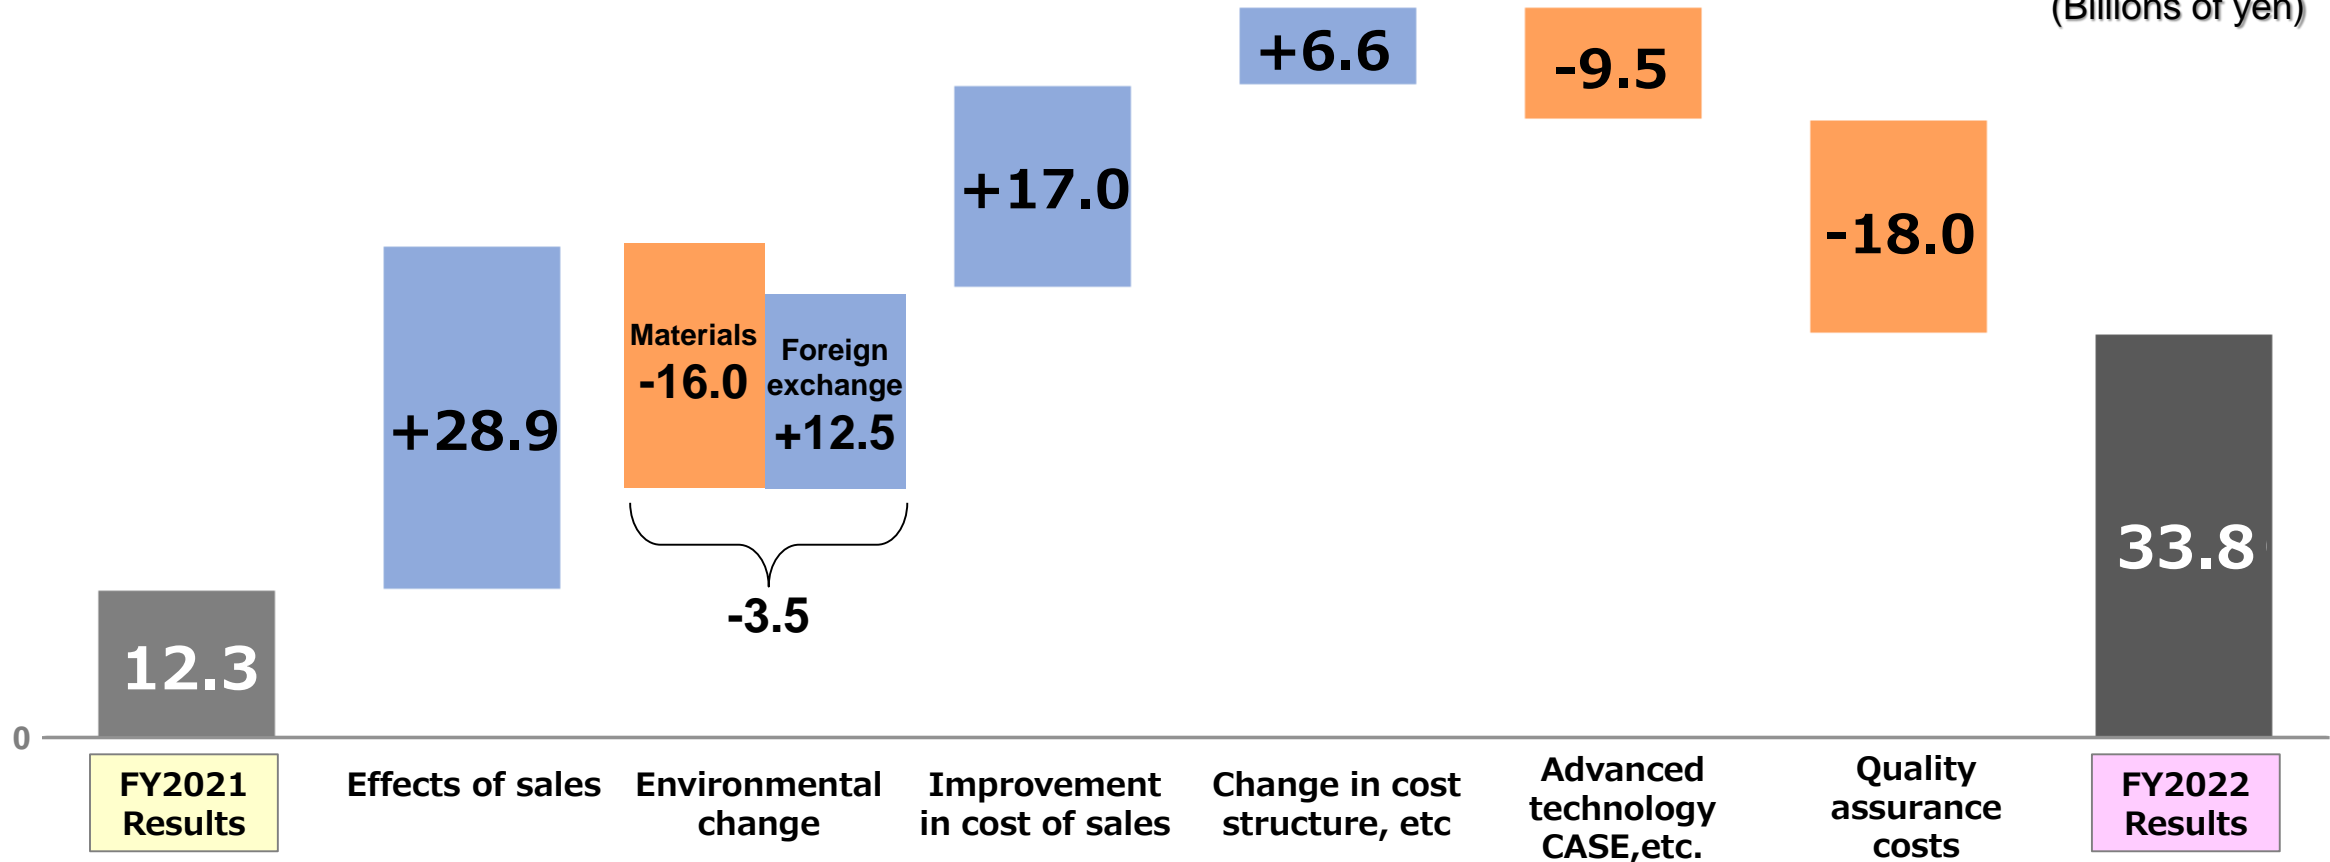 (Billions of yen)
+6.6
-9.5
+17.0
-18.0
Materials
-16.0
Foreign
exchange
+12.5
+28.9
33.8
-3.5
12.3
0
FY2021
Results
Effects of sales
Environmental
change
Improvement
in cost of sales
Change in cost
structure, etc
Advanced
technology
CASE,etc.
Quality
assurance
costs
FY2022
Results